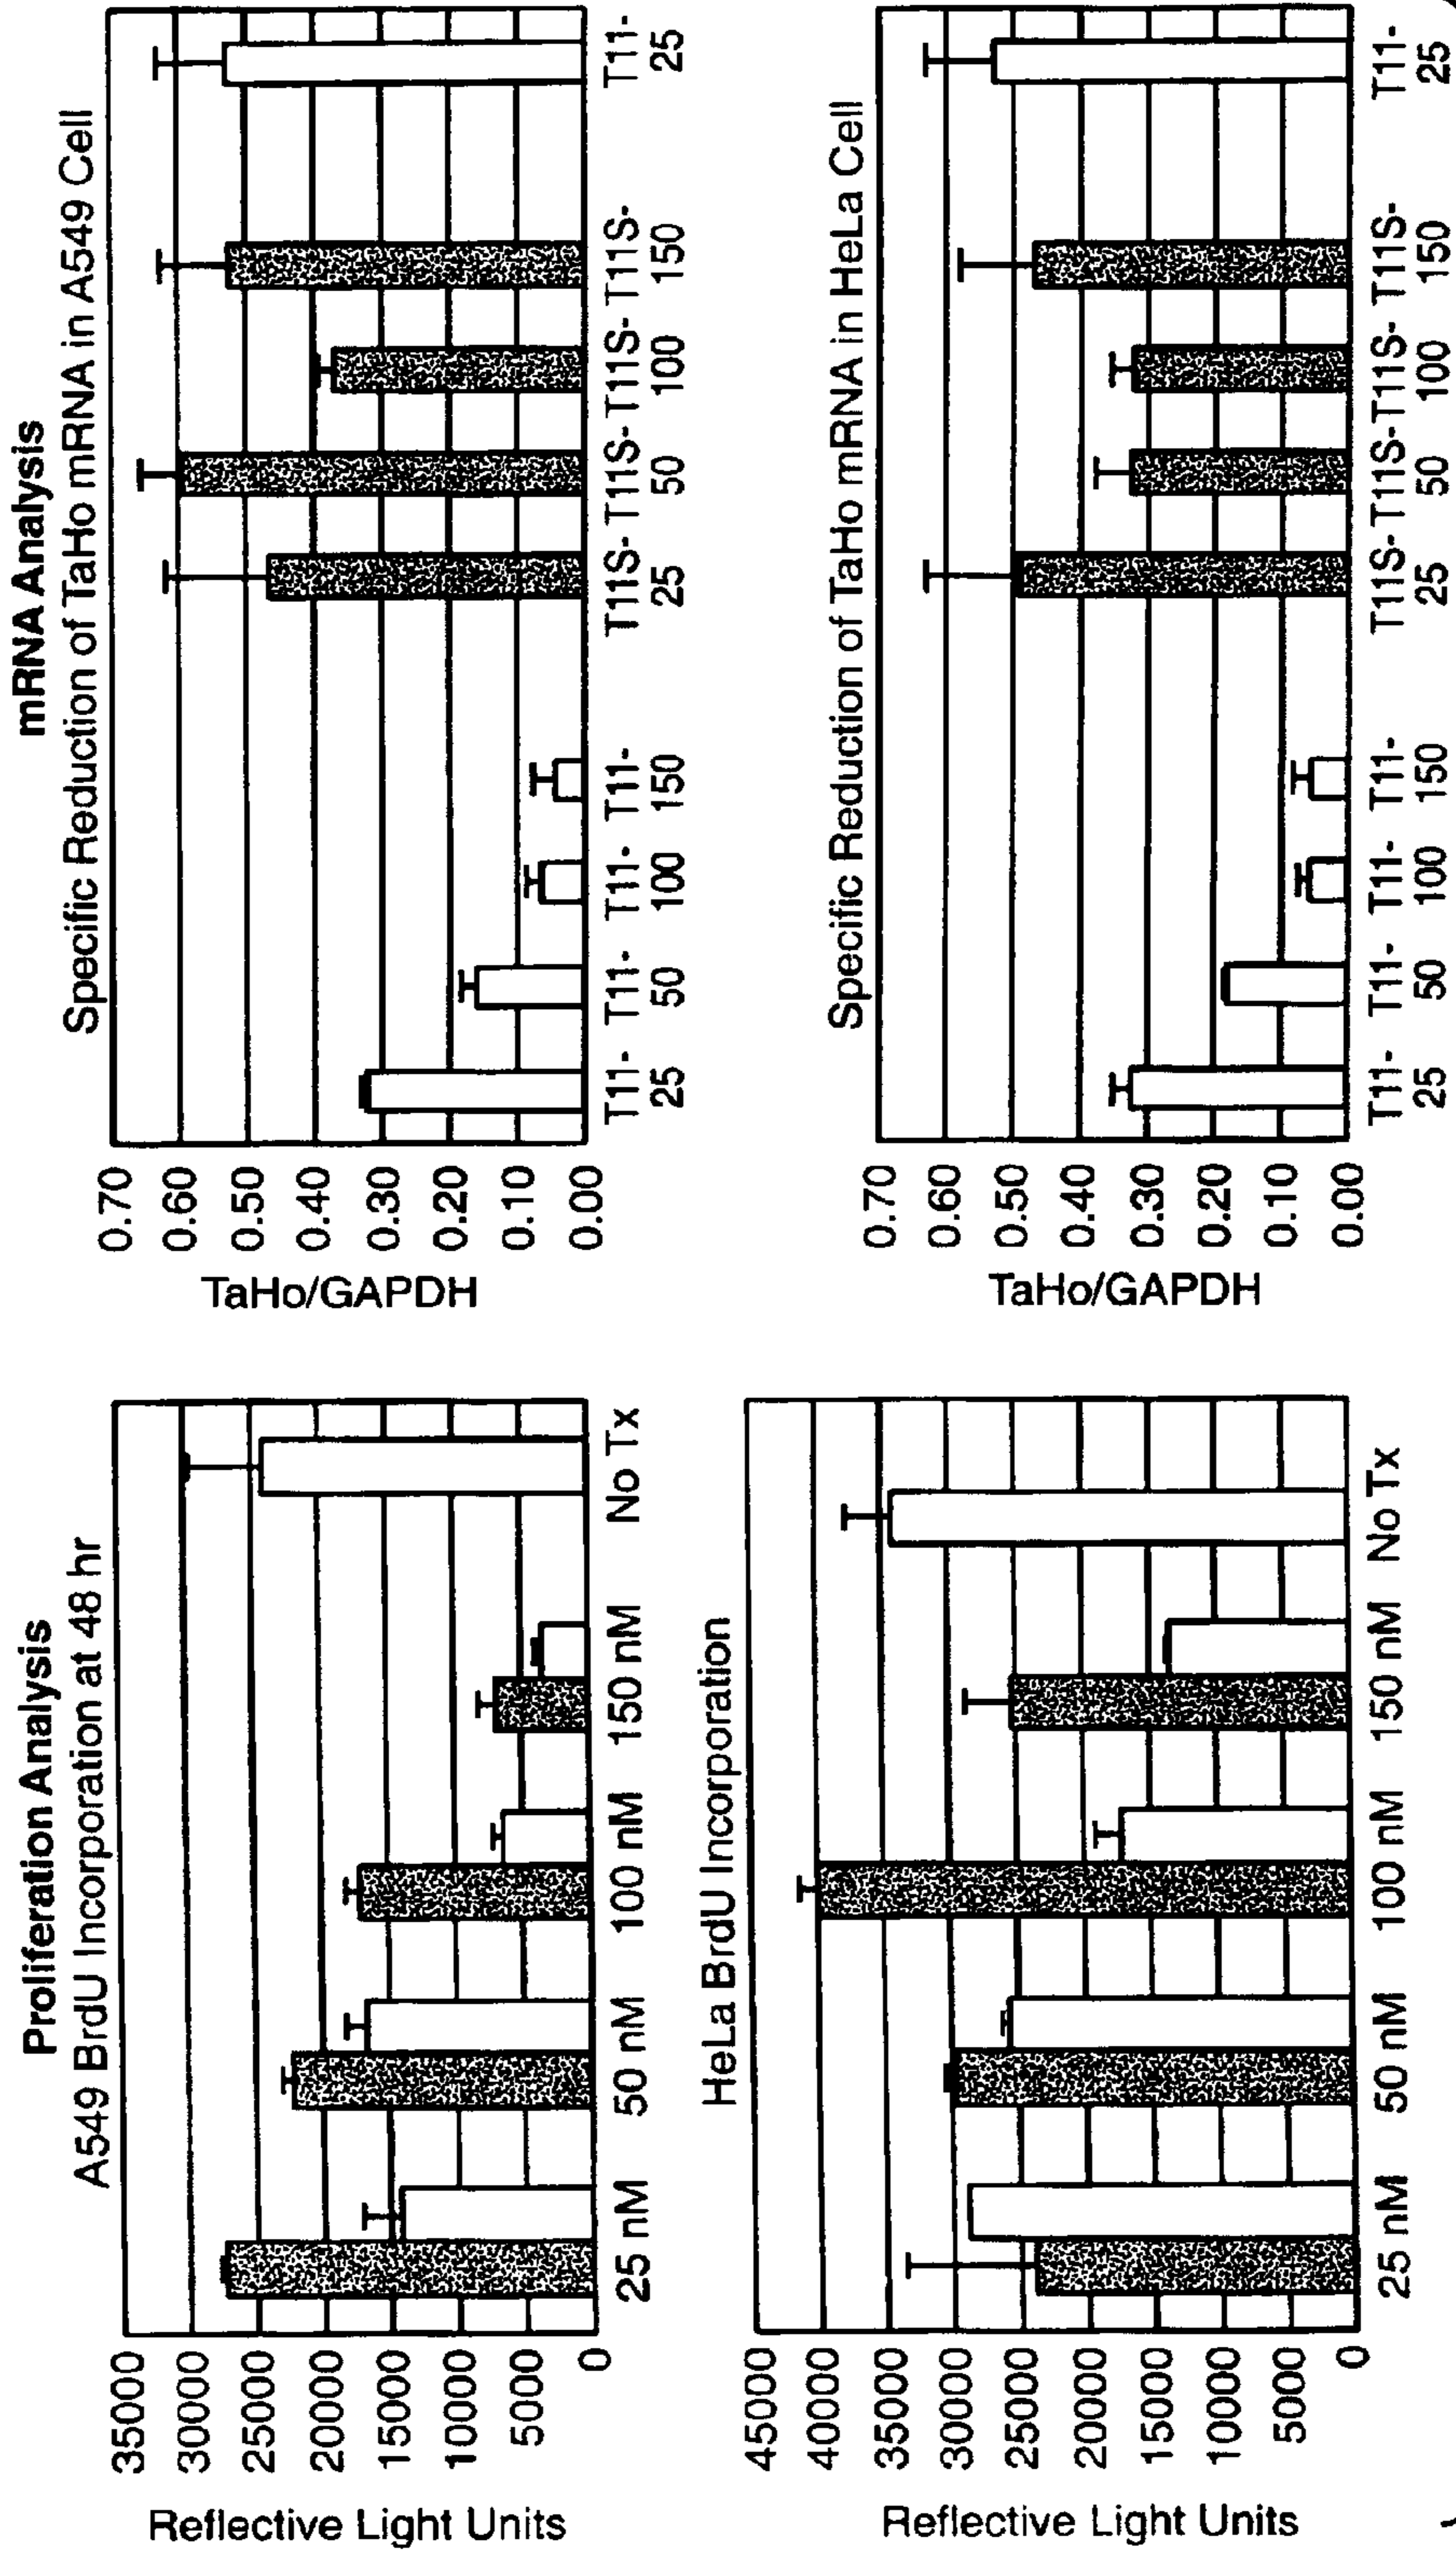 Proliferation Analysis
A549 BrdU Incorporation at 48 hr
Reflective Light Units
35000
30000
25000
20000
15000
10000
5000
0
25 nM 50 nM 100 nM 150 nM No Tx
HeLa BrdU Incorporation
Reflective Light Units
45000
40000
35000
30000
25000
20000
15000
10000
5000
0
25 nM 50 nM 100 nM 150 nM No Tx
mRNA Analysis
Specific Reduction of TaHo mRNA in A549 Cell
TaHo/GAPDH
0.70
0.60
0.50
0.40
0.30
0.20
0.10
0.00
T11- T11- T11- T11- T11S- T11S- T11S- T11S- T11-
25 50 100 150 25 50 100 150 25
Specific Reduction of TaHo mRNA in HeLa Cell
TaHo/GAPDH
0.70
0.60
0.50
0.40
0.30
0.20
0.10
0.00
T11- T11- T11- T11- T11S- T11S- T11S- T11S- T11-
25 50 100 150 25 50 100 150 25